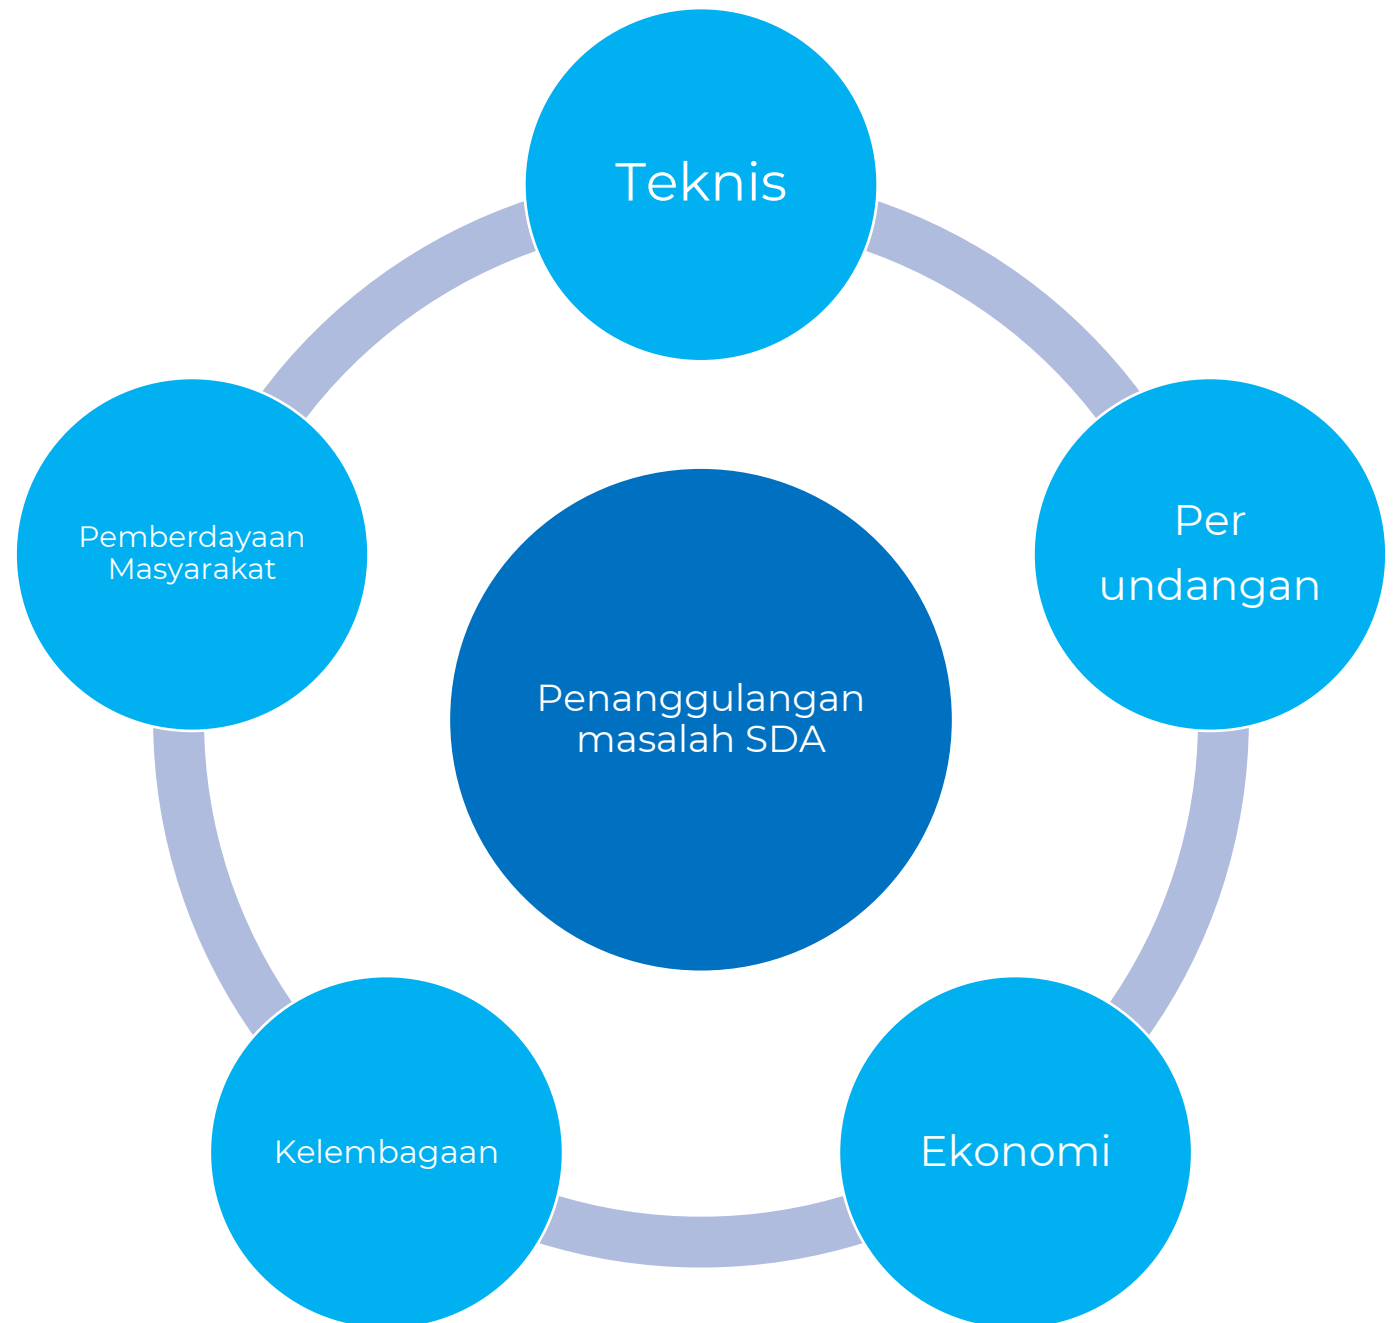 Teknis
Per
undangan
Ekonomi
Kelembagaan
Pemberdayaan
Masyarakat
Penanggulangan
masalah SDA